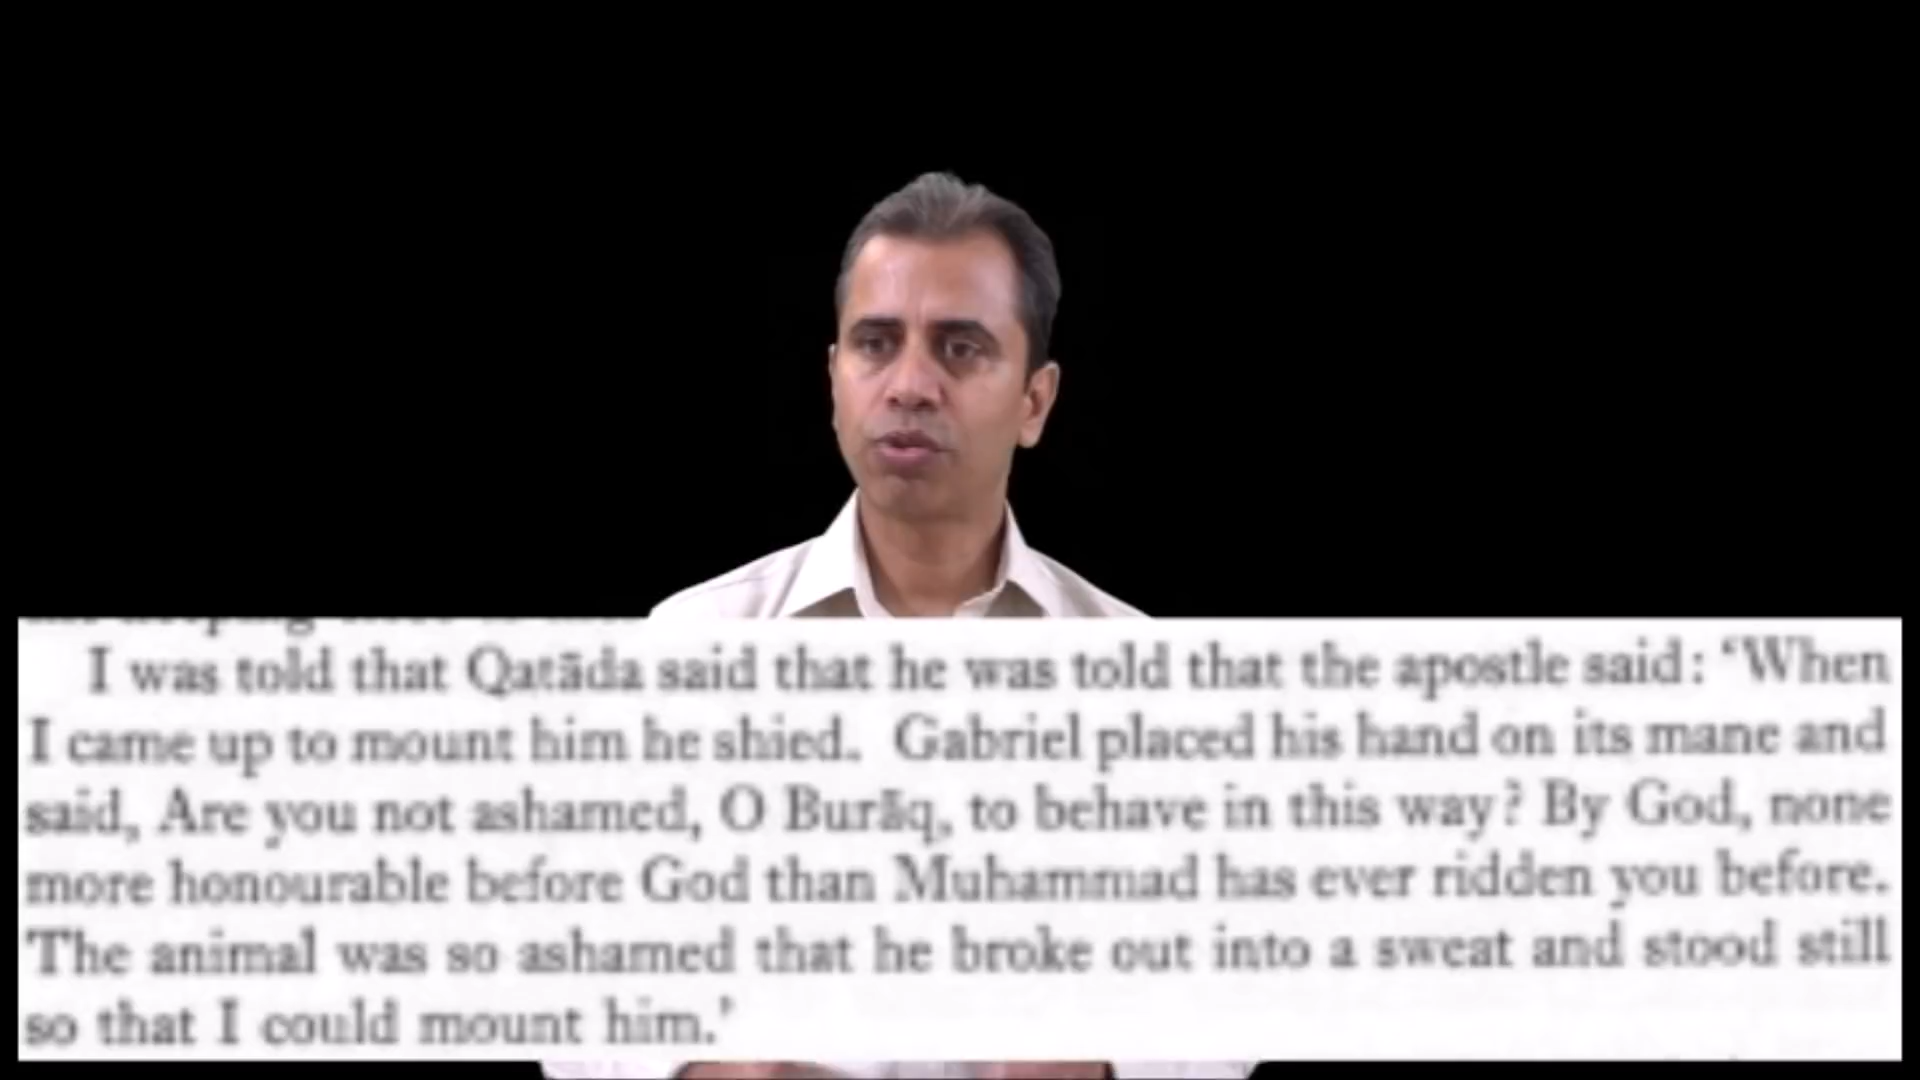 I was told that Qatāda said that he was told that the apostle said: ‘When
I came up to mount him he shied. Gabriel placed his hand on its mane and
said, Are you not ashamed, O Burāq, to behave in this way? By God, none
more honourable before God than Muhammad has ever ridden you before.
The animal was so ashamed that he broke out into a sweat and stood still
so that I could mount him.’